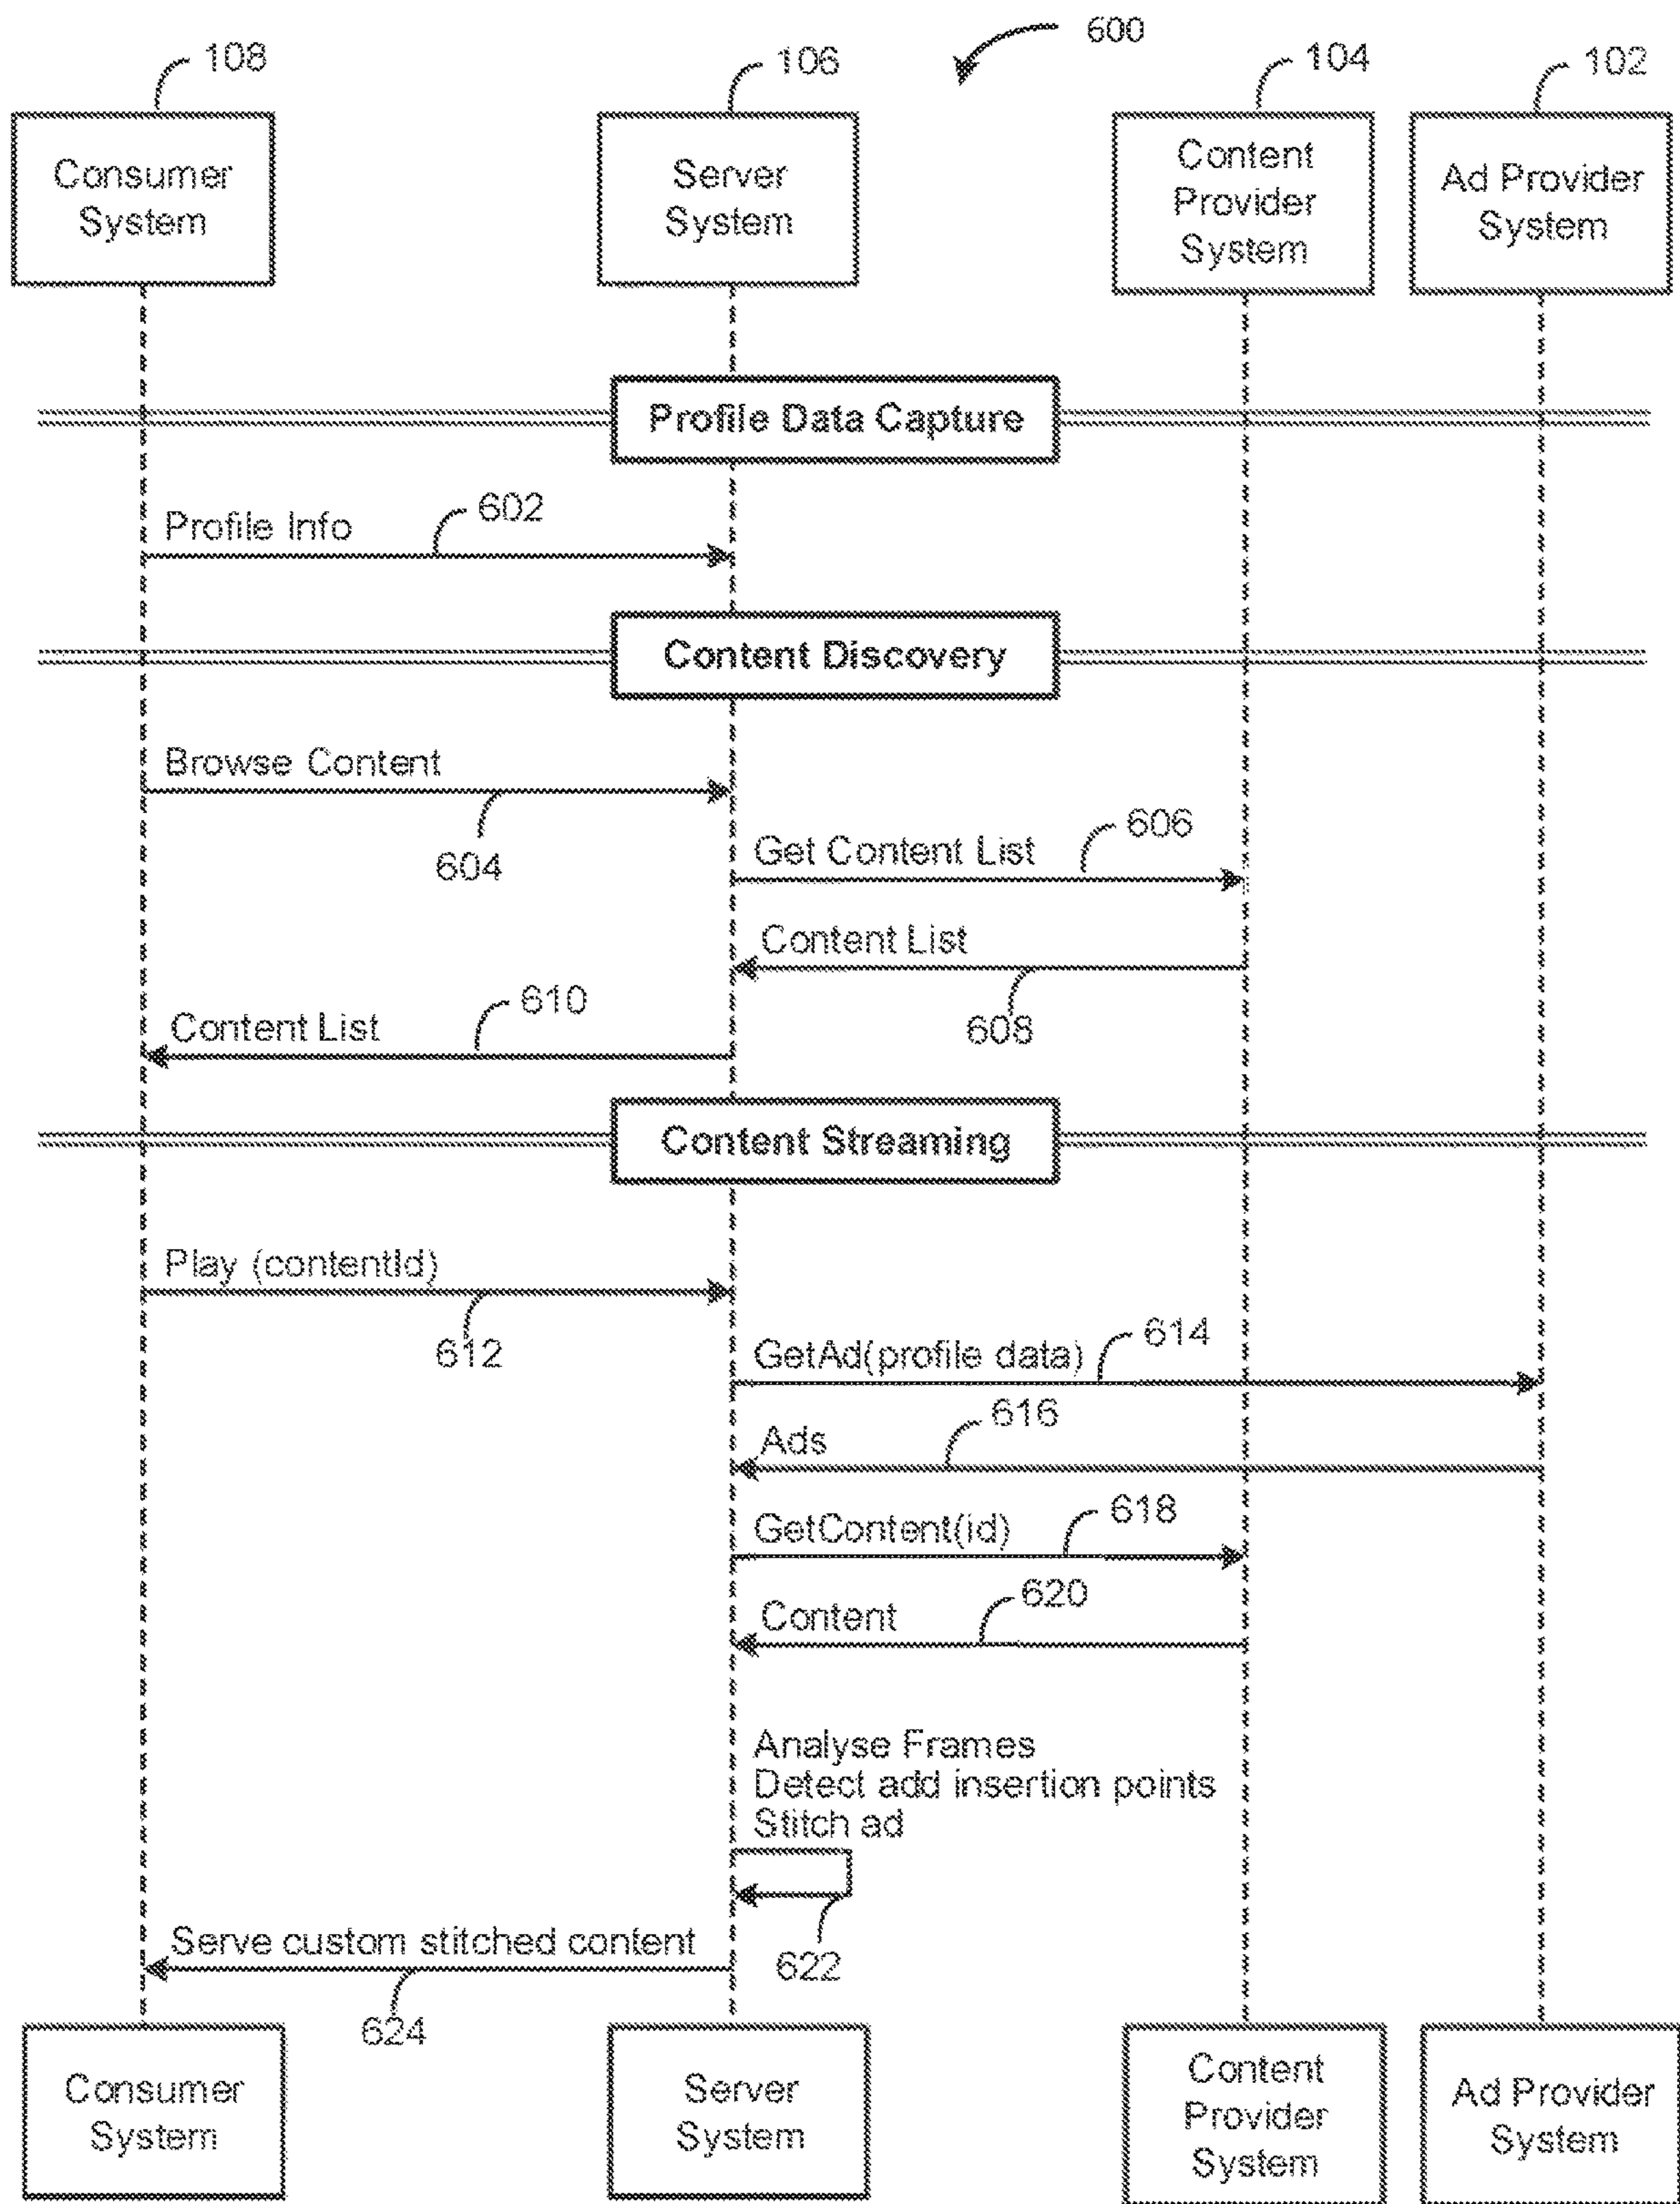 600
108
106
104
102
Consumer
System
Server
System
Content
Provider
System
Ad Provider
System
Profile Data Capture
Profile Info
602
Content Discovery
Browse Content
604
Get Content List
606
Content List
608
Content List
610
Content Streaming
Play (contentId)
612
GetAd(profile data)
614
Ads
616
GetContent(id)
618
Content
620
Analyse Frames
Detect add insertion points
Stitch ad
622
Serve custom stitched content
624
Consumer
System
Server
System
Content
Provider
System
Ad Provider
System